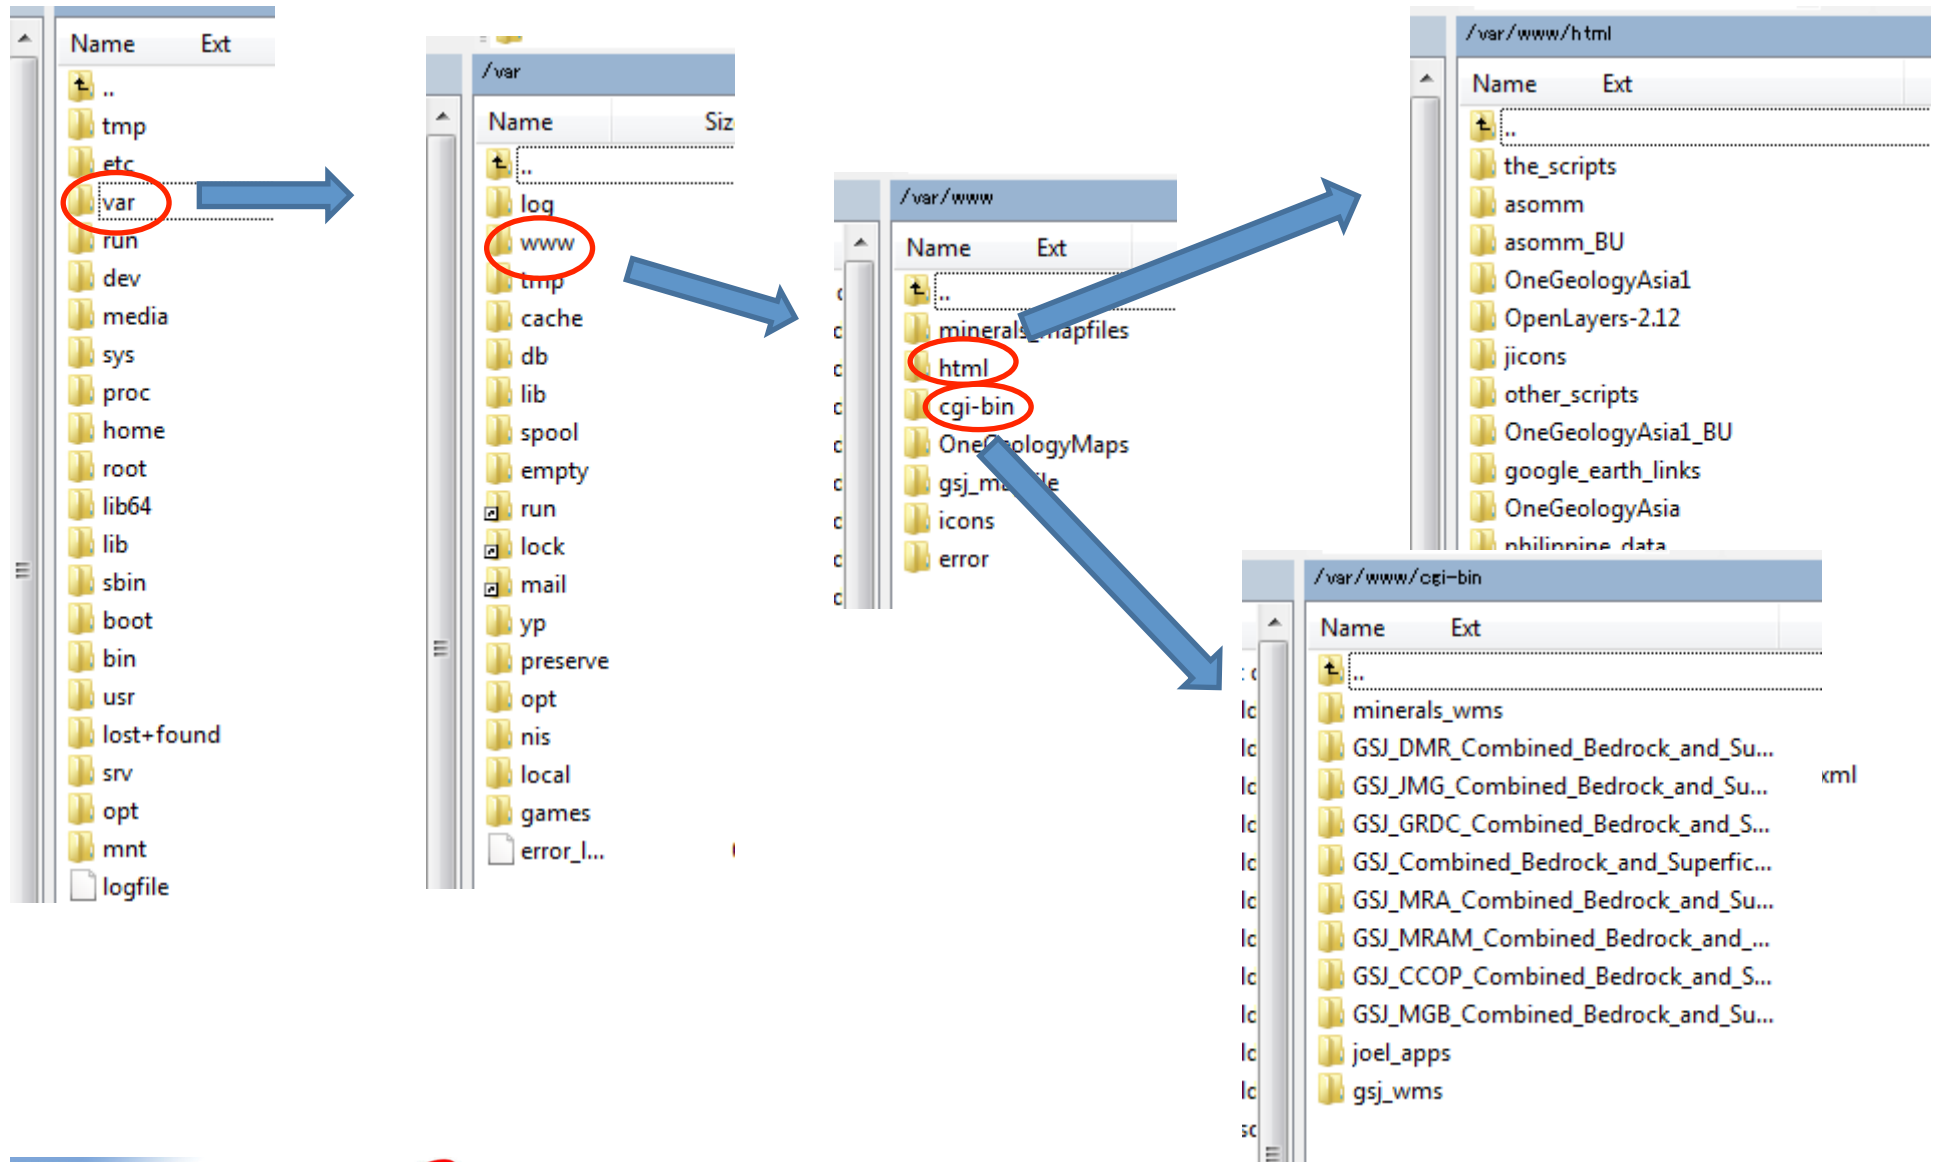 Name Ext
..
tmp
etc
var
run
dev
media
sys
proc
home
root
lib64
lib
sbin
boot
bin
usr
lost+found
srv
opt
mnt
logfile
/var
Name Siz
..
log
www
tmp
cache
db
lib
spool
empty
run
lock
mail
yp
preserve
opt
nis
local
games
error_l...
/var/www
Name Ext
..
minerals_mapfiles
html
cgi-bin
OneGeologyMaps
icons
error
/var/www/html
Name Ext
..
the_scripts
asomm
asomm_BU
OneGeologyAsia1
OpenLayers-2.12
jicons
other_scripts
OneGeologyAsia1_BU
google_earth_links
OneGeologyAsia
philippine_data
/var/www/cgi-bin
Name Ext
..
minerals_wms
GSJ_DMR_Combined_Bedrock_and_Su...
GSJ_JMG_Combined_Bedrock_and_Su...
GSJ_GRDC_Combined_Bedrock_and_S...
GSJ_Combined_Bedrock_and_Superfic...
GSJ_MRA_Combined_Bedrock_and_Su...
GSJ_MRAM_Combined_Bedrock_and_...
GSJ_CCOP_Combined_Bedrock_and_S...
GSJ_MGB_Combined_Bedrock_and_Su...
joel_apps
gsj_wms
xml